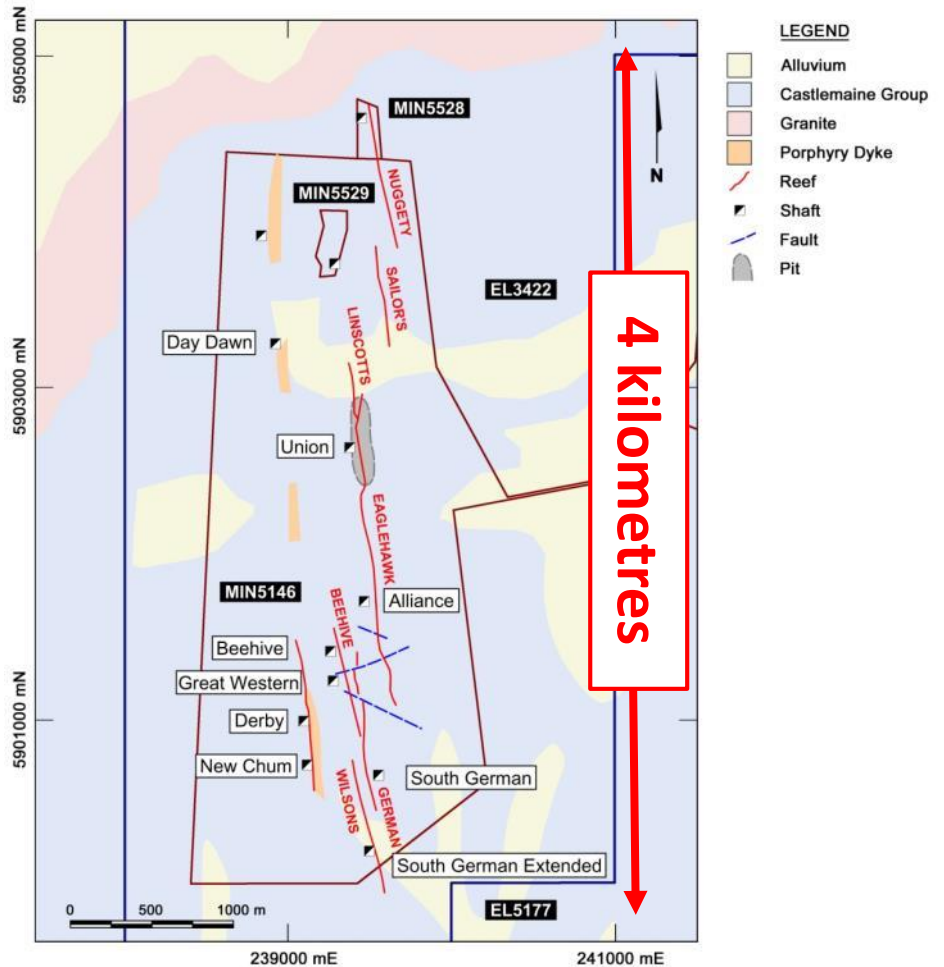 5905000 mN
5903000 mN
5901000 mN
MIN5528
MIN5529
NUGGETY
SAILOR'S
EL3422
LINSCOTTS
Day Dawn
Union
EAGLEHAWK
MIN5146
BEEHIVE
Alliance
Beehive
Great Western
Derby
New Chum
WILSONS
GERMAN
South German
South German Extended
EL5177
0 500 1000 m
239000 mE
241000 mE
N
4 kilometres
LEGEND
Alluvium
Castlemaine Group
Granite
Porphyry Dyke
Reef
Shaft
Fault
Pit